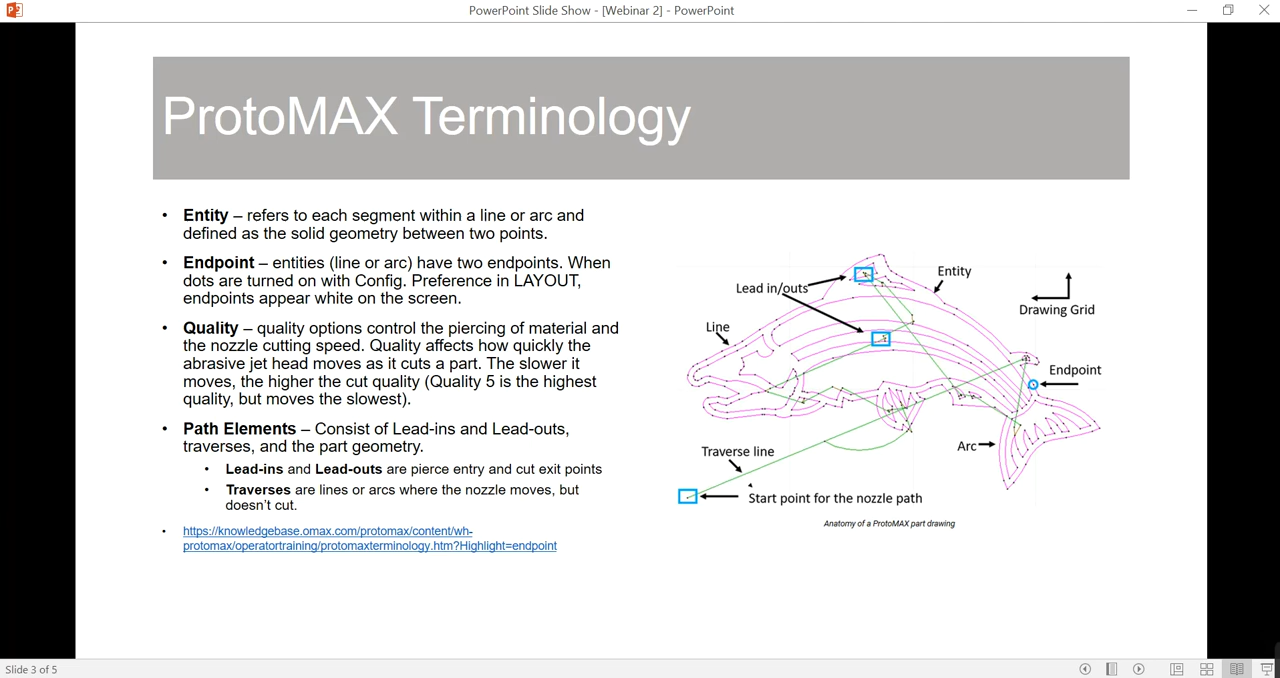 PowerPoint Slide Show - [Webinar 2] - PowerPoint
ProtoMAX Terminology
• Entity – refers to each segment within a line or arc and
defined as the solid geometry between two points.
• Endpoint – entities (line or arc) have two endpoints. When
dots are turned on with Config. Preference in LAYOUT,
endpoints appear white on the screen.
• Quality – quality options control the piercing of material and
the nozzle cutting speed. Quality affects how quickly the
abrasive jet head moves as it cuts a part. The slower it
moves, the higher the cut quality (Quality 5 is the highest
quality, but moves the slowest).
• Path Elements – Consist of Lead-ins and Lead-outs,
traverses, and the part geometry.
• Lead-ins and Lead-outs are pierce entry and cut exit points
• Traverses are lines or arcs where the nozzle moves, but
doesn't cut.
• https://knowledgebase.omax.com/protomax/content/wh-
protomax/operatortraining/protomaxterminology.htm?Highlight=endpoint
Entity
Lead in/outs
Drawing Grid
Line
Endpoint
Arc
Traverse line
Start point for the nozzle path
Anatomy of a ProtoMAX part drawing
Slide 3 of 5